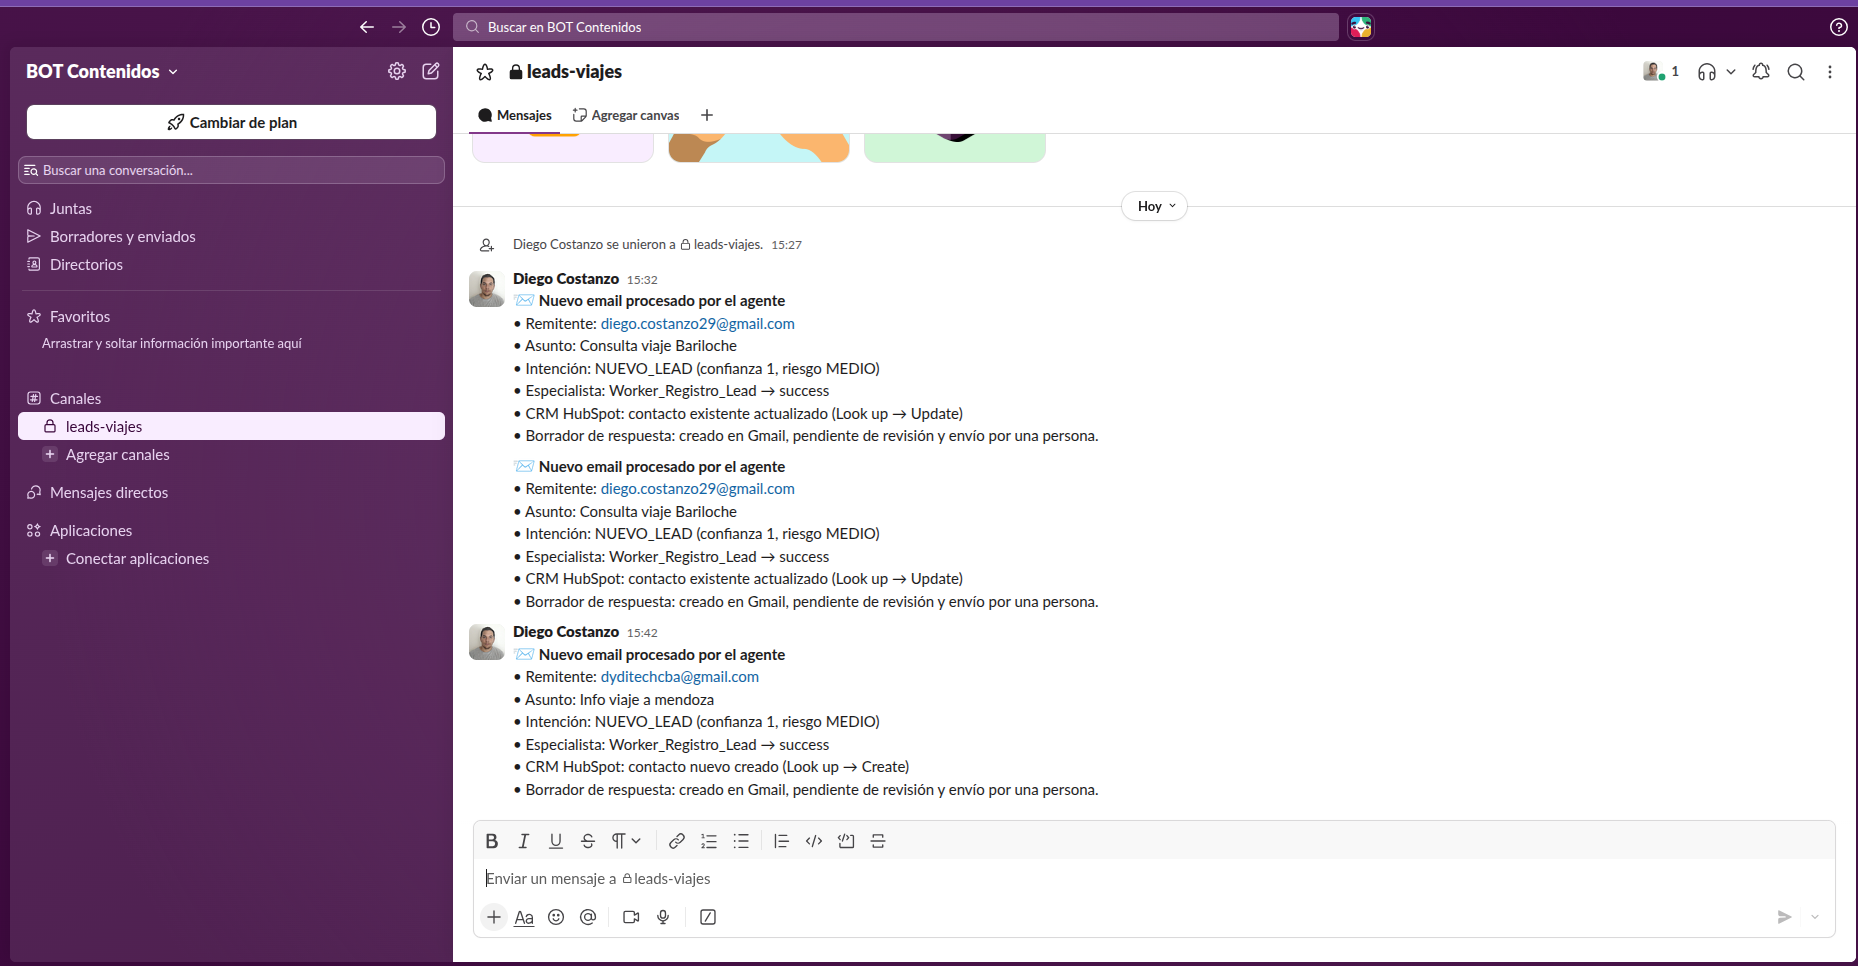 Buscar en BOT Contenidos
BOT Contenidos
Cambiar de plan
Buscar una conversación...
Juntas
Borradores y enviados
Directorios
Favoritos
Arrastrar y soltar información importante aquí
Canales
leads-viajes
Agregar canales
Mensajes directos
Aplicaciones
Conectar aplicaciones
leads-viajes
1
Mensajes
Agregar canvas
Hoy
Diego Costanzo se unieron a leads-viajes. 15:27
Diego Costanzo 15:32
Nuevo email procesado por el agente
• Remitente: diego.costanzo29@gmail.com
• Asunto: Consulta viaje Bariloche
• Intención: NUEVO_LEAD (confianza 1, riesgo MEDIO)
• Especialista: Worker_Registro_Lead → success
• CRM HubSpot: contacto existente actualizado (Look up → Update)
• Borrador de respuesta: creado en Gmail, pendiente de revisión y envío por una persona.
Nuevo email procesado por el agente
• Remitente: diego.costanzo29@gmail.com
• Asunto: Consulta viaje Bariloche
• Intención: NUEVO_LEAD (confianza 1, riesgo MEDIO)
• Especialista: Worker_Registro_Lead → success
• CRM HubSpot: contacto existente actualizado (Look up → Update)
• Borrador de respuesta: creado en Gmail, pendiente de revisión y envío por una persona.
Diego Costanzo 15:42
Nuevo email procesado por el agente
• Remitente: dyditechcba@gmail.com
• Asunto: Info viaje a mendoza
• Intención: NUEVO_LEAD (confianza 1, riesgo MEDIO)
• Especialista: Worker_Registro_Lead → success
• CRM HubSpot: contacto nuevo creado (Look up → Create)
• Borrador de respuesta: creado en Gmail, pendiente de revisión y envío por una persona.
Enviar un mensaje a leads-viajes
Aa